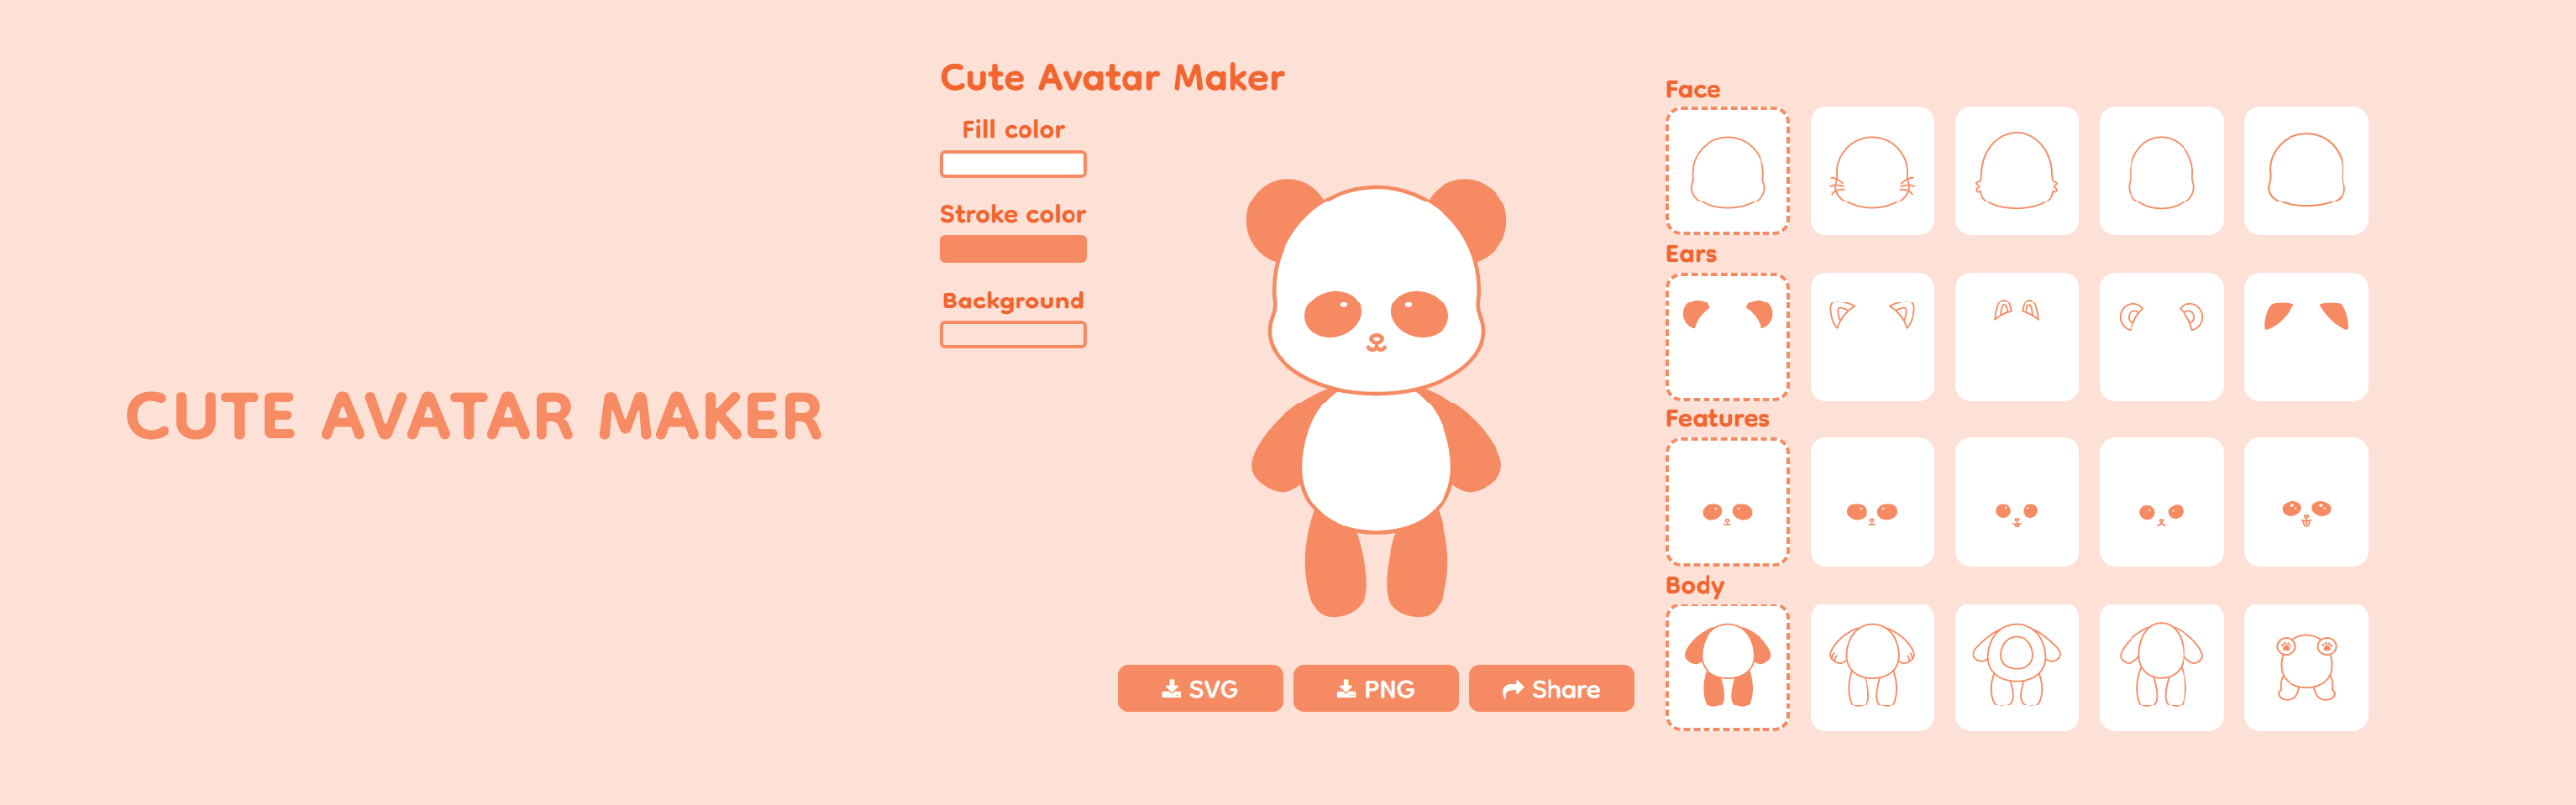 CUTE AVATAR MAKER
Cute Avatar Maker
Fill color
Stroke color
Background
SVG
PNG
Share
Face
Ears
Features
Body